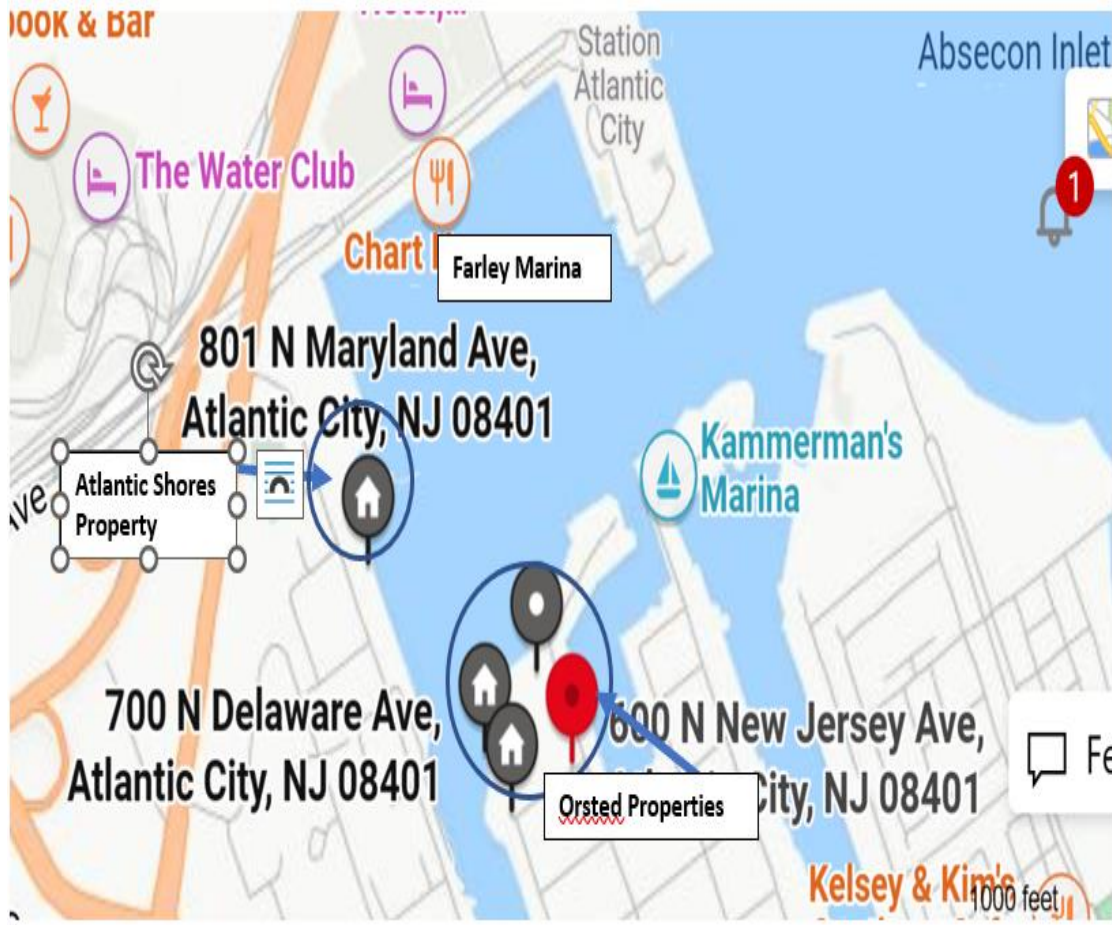 Station
Atlantic
City
Absecon Inlet
1
The Water Club
Chart
Farley Marina
801 N Maryland Ave,
Atlantic City, NJ 08401
Kammerman's
Marina
Atlantic Shores
Property
700 N Delaware Ave,
Atlantic City, NJ 08401
600 N New Jersey Ave,
City, NJ 08401
Orsted Properties
Kelsey & Kim's
1000 feet
& Bar